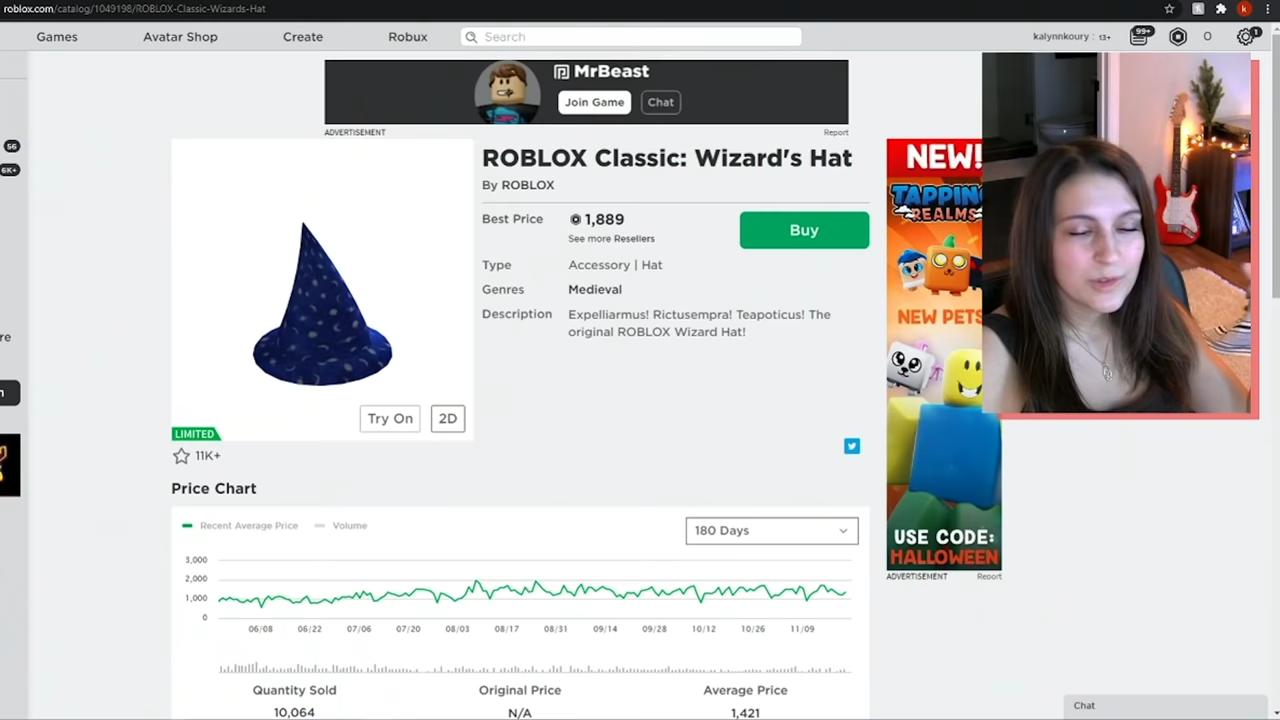 roblox.com/catalog/1049198/ROBLOX-Classic-Wizards-Hat
Games
Avatar Shop
Create
Robux
Search
kalynnkoury : 13+
99+
0
1
MrBeast
Join Game
Chat
ADVERTISEMENT
Report
56
6K+
ROBLOX Classic: Wizard's Hat
By ROBLOX
Best Price
1,889
See more Resellers
Buy
Type
Accessory | Hat
Genres
Medieval
Description
Expelliarmus! Rictusempra! Teapoticus! The
original ROBLOX Wizard Hat!
Try On
2D
LIMITED
11K+
NEW!
TAPPING
REALMS
NEW PETS
USE CODE:
HALLOWEEN
ADVERTISEMENT
Report
Price Chart
Recent Average Price
Volume
180 Days
3,000
2,000
1,000
0
06/08
06/22
07/06
07/20
08/03
08/17
08/31
09/14
09/28
10/12
10/26
11/09
Quantity Sold
10,064
Original Price
N/A
Average Price
1,421
Chat